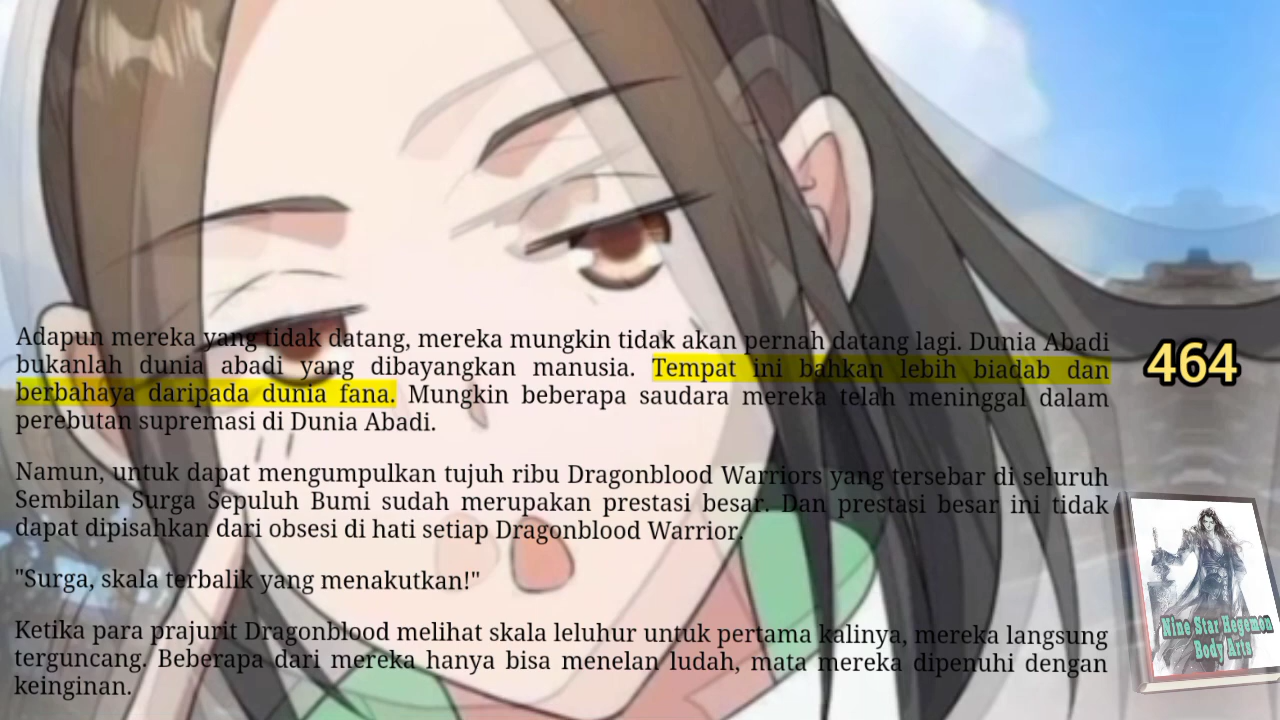 Adapun mereka yang tidak datang, mereka mungkin tidak akan pernah datang lagi. Dunia Abadi
bukanlah dunia abadi yang dibayangkan manusia. Tempat ini bahkan lebih biadab dan
berbahaya daripada dunia fana. Mungkin beberapa saudara mereka telah meninggal dalam
perebutan supremasi di Dunia Abadi.
Namun, untuk dapat mengumpulkan tujuh ribu Dragonblood Warriors yang tersebar di seluruh
Sembilan Surga Sepuluh Bumi sudah merupakan prestasi besar. Dan prestasi besar ini tidak
dapat dipisahkan dari obsesi di hati setiap Dragonblood Warrior.
"Surga, skala terbalik yang menakutkan!"
Ketika para prajurit Dragonblood melihat skala leluhur untuk pertama kalinya, mereka langsung
terguncang. Beberapa dari mereka hanya bisa menelan ludah, mata mereka dipenuhi dengan
keinginan.
464
Nine Star Hegemon
Body Arts